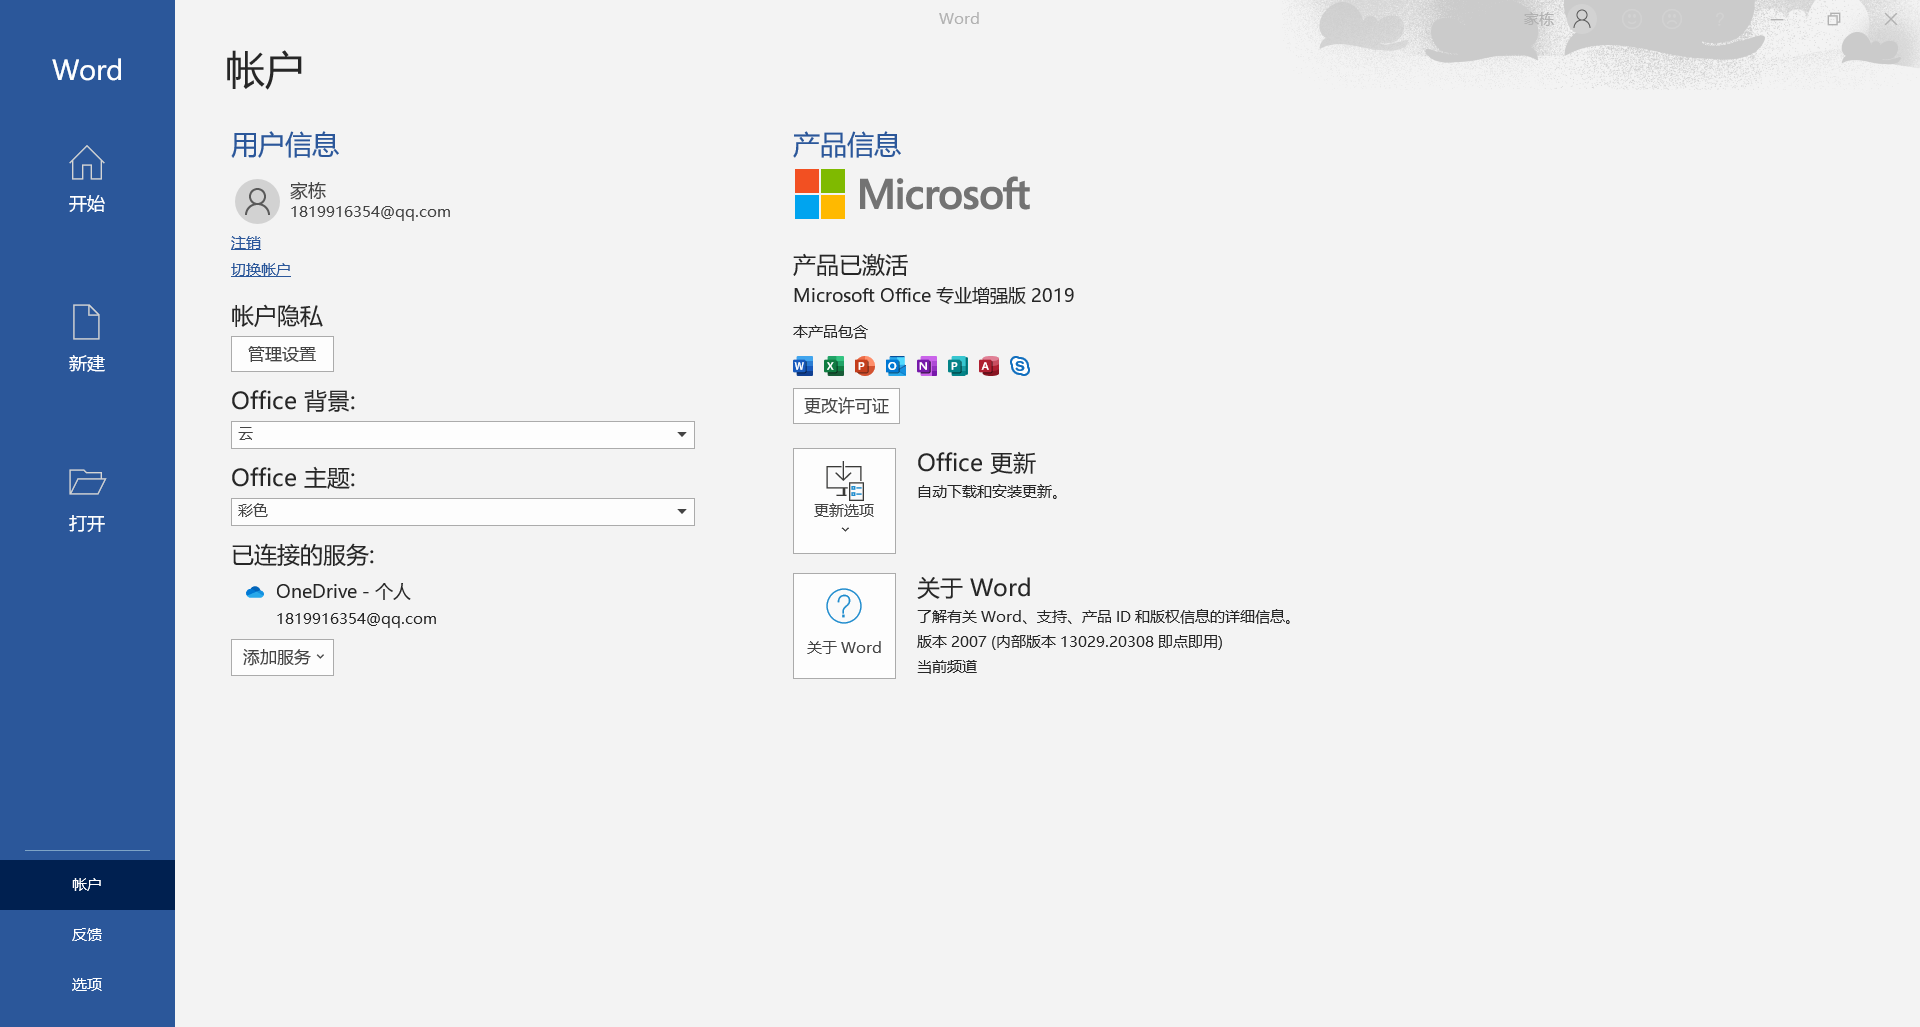 Word
家栋
Word
开始
新建
打开
帐户
反馈
选项
帐户
用户信息
家栋
1819916354@qq.com
注销
切换帐户
帐户隐私
管理设置
Office 背景:
云
Office 主题:
彩色
已连接的服务:
OneDrive - 个人
1819916354@qq.com
添加服务
产品信息
Microsoft
产品已激活
Microsoft Office 专业增强版 2019
本产品包含
W X P O N P A S
更改许可证
更新选项
Office 更新
自动下载和安装更新。
关于 Word
关于 Word
了解有关 Word、支持、产品 ID 和版权信息的详细信息。
版本 2007 (内部版本 13029.20308 即点即用)
当前频道